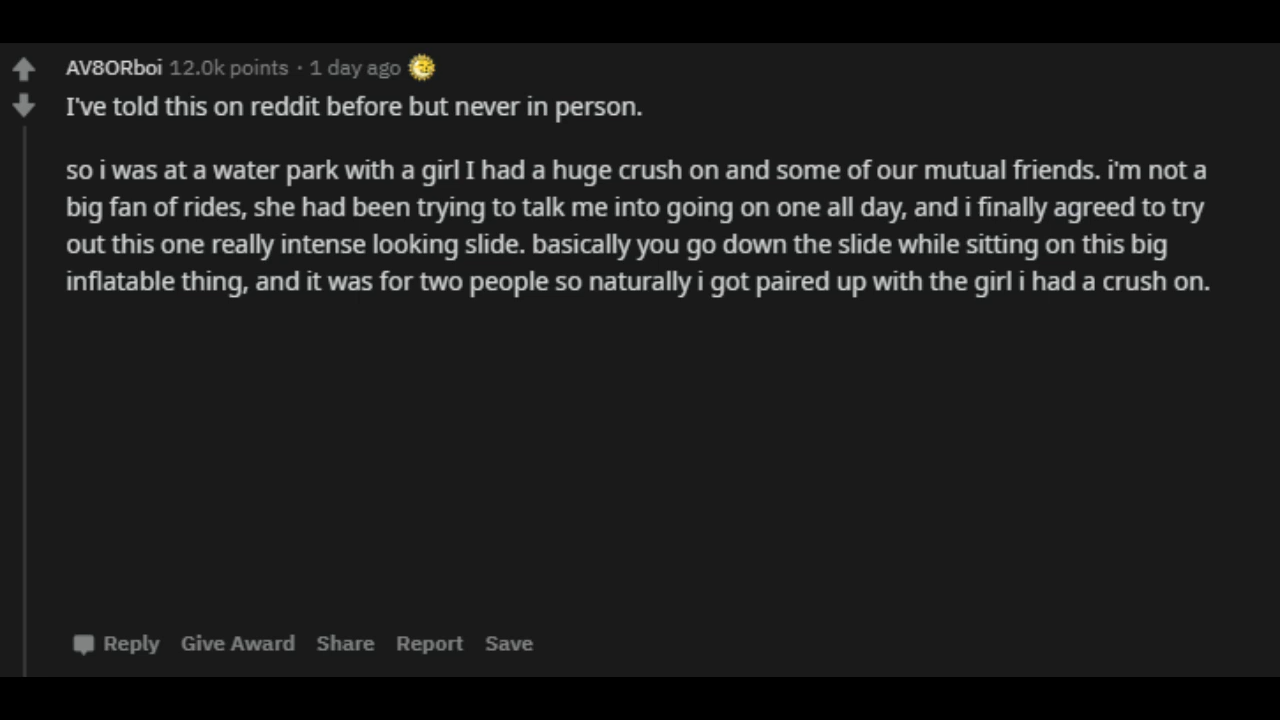 AV8ORboi 12.0k points · 1 day ago
I've told this on reddit before but never in person.
so i was at a water park with a girl I had a huge crush on and some of our mutual friends. i'm not a
big fan of rides, she had been trying to talk me into going on one all day, and i finally agreed to try
out this one really intense looking slide. basically you go down the slide while sitting on this big
inflatable thing, and it was for two people so naturally i got paired up with the girl i had a crush on.
Reply Give Award Share Report Save